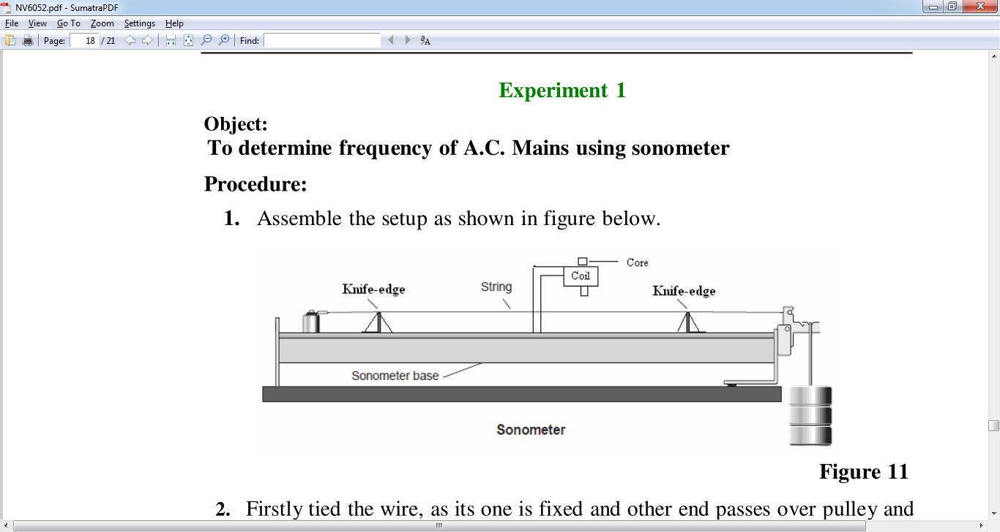 NV6052.pdf - SumatraPDF
File View Go To Zoom Settings Help
Page: 18 / 21 Find:
Experiment 1
Object:
To determine frequency of A.C. Mains using sonometer
Procedure:
1. Assemble the setup as shown in figure below.
Core
Coil
Knife-edge
String
Knife-edge
Sonometer base
Sonometer
Figure 11
2. Firstly tied the wire, as its one is fixed and other end passes over pulley and